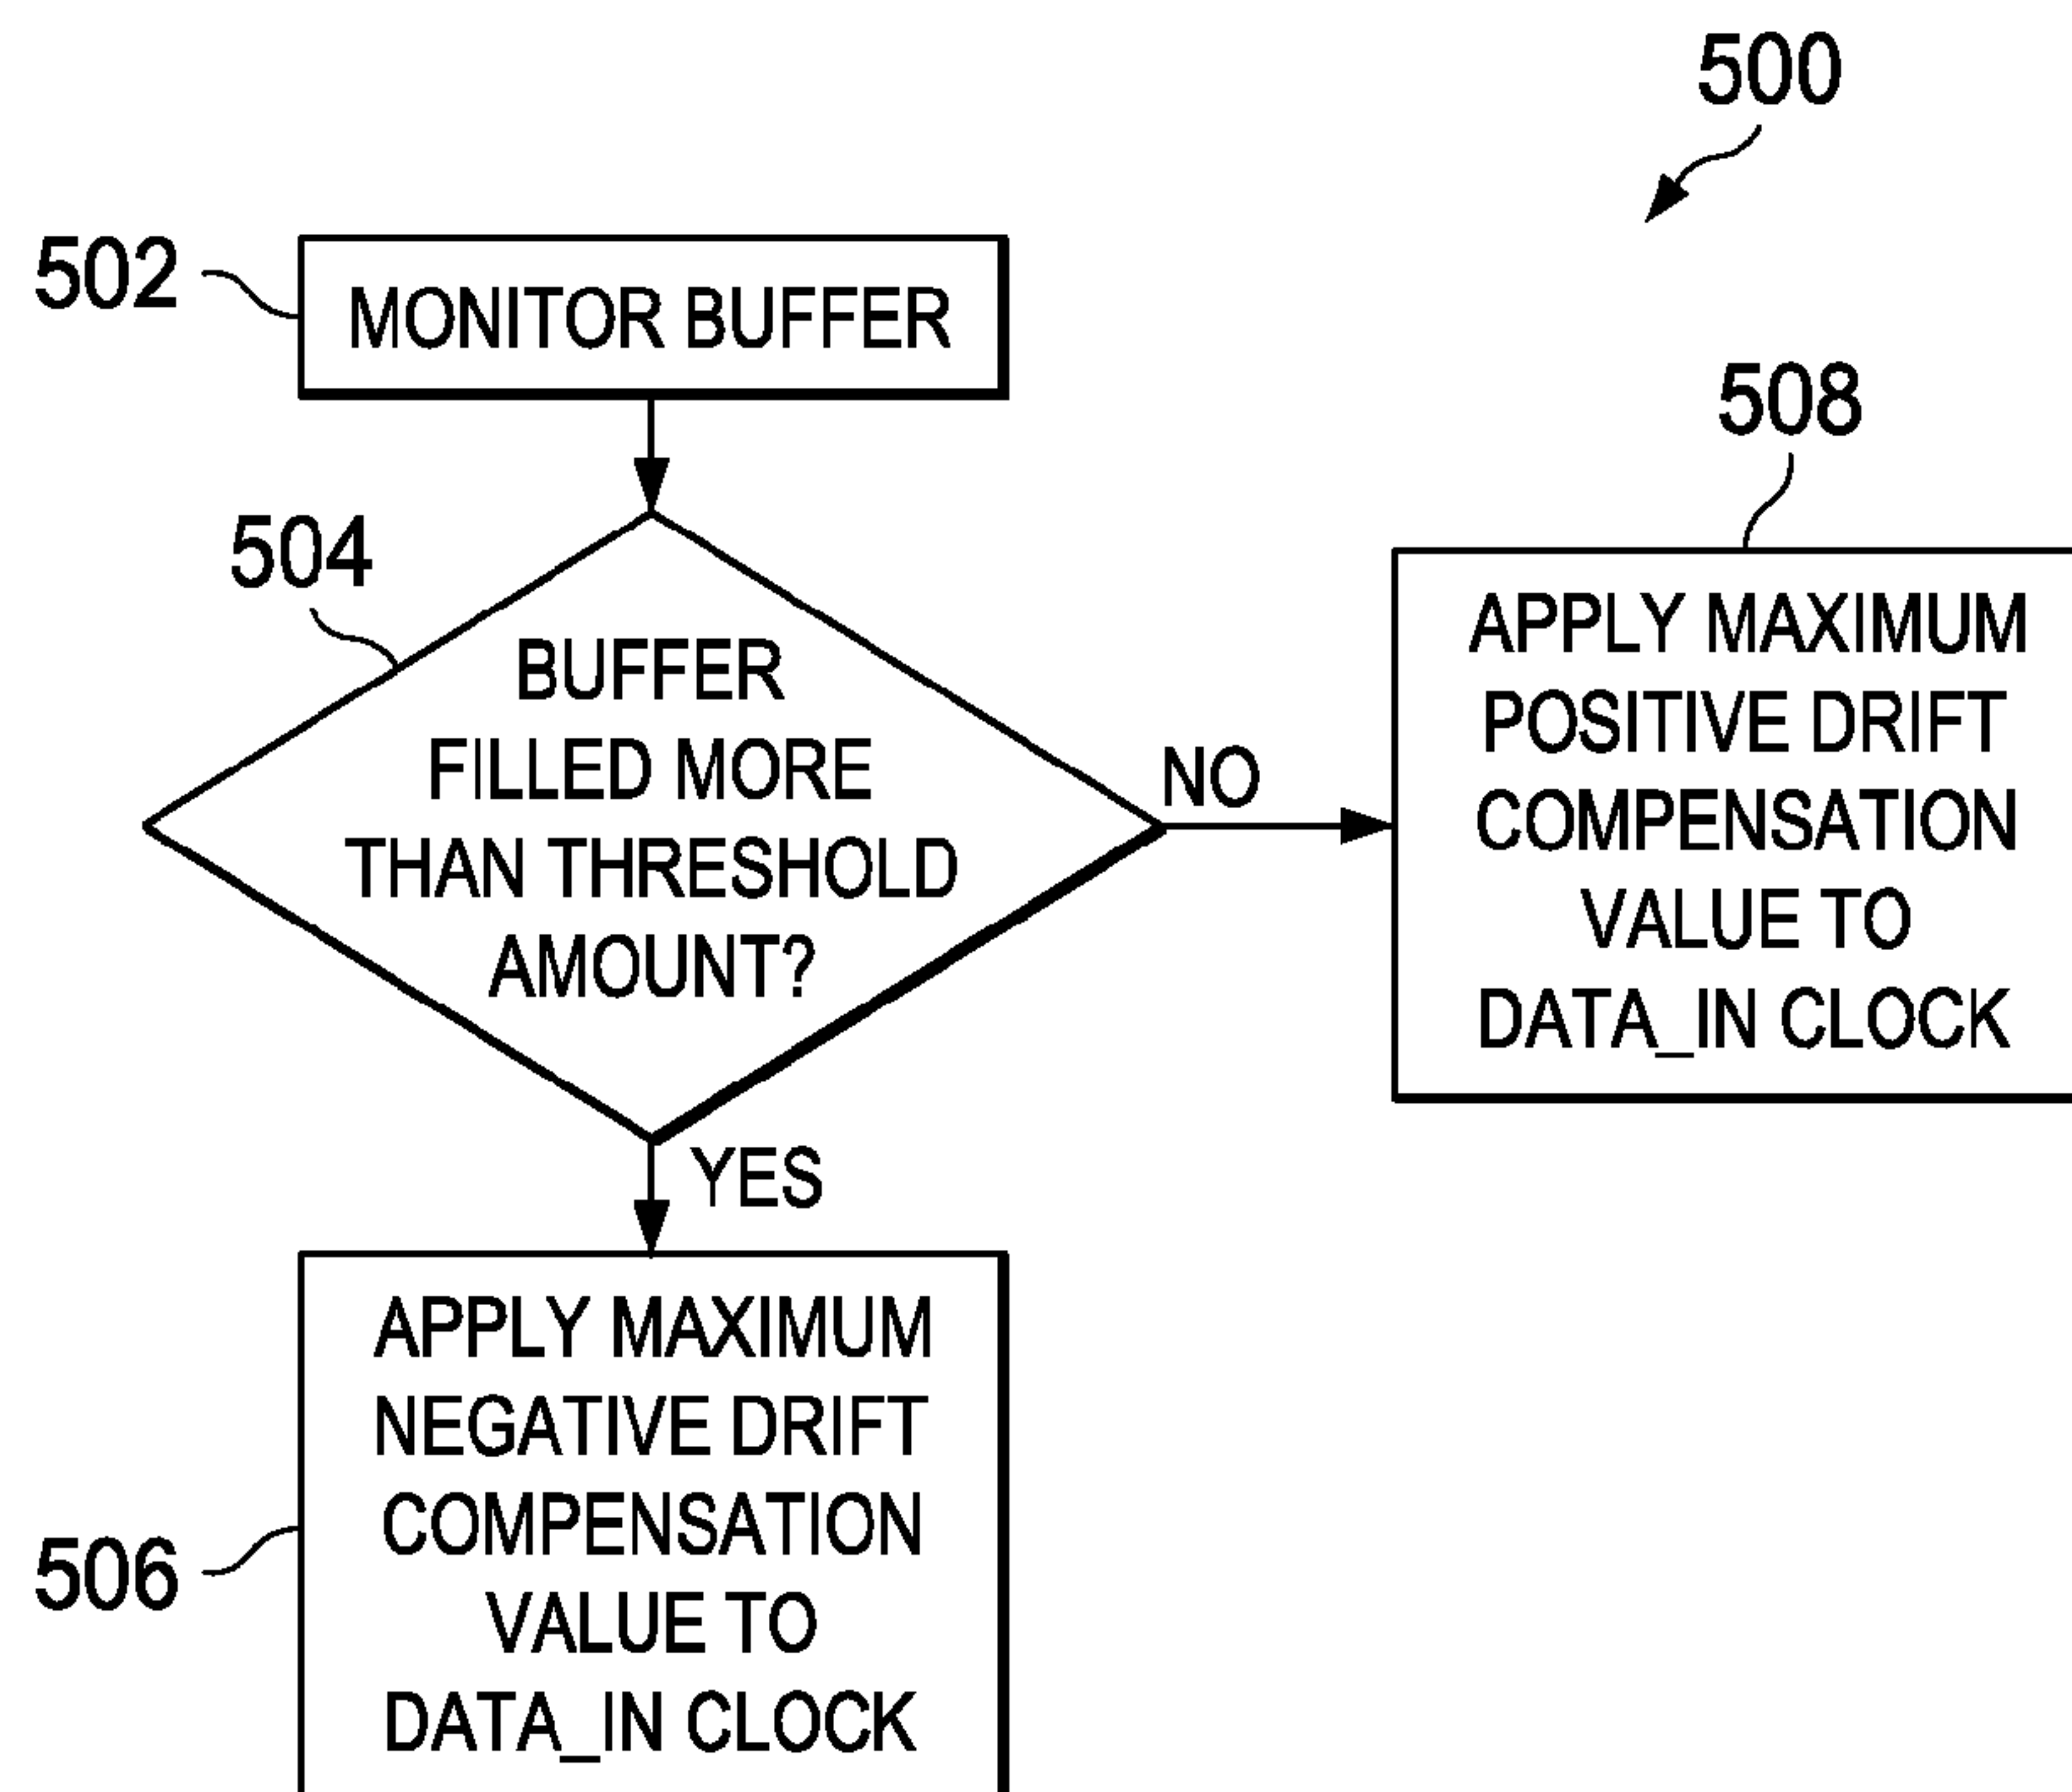 500
502
MONITOR BUFFER
508
504
BUFFER
FILLED MORE
THAN THRESHOLD
AMOUNT?
NO
APPLY MAXIMUM
POSITIVE DRIFT
COMPENSATION
VALUE TO
DATA_IN CLOCK
YES
506
APPLY MAXIMUM
NEGATIVE DRIFT
COMPENSATION
VALUE TO
DATA_IN CLOCK